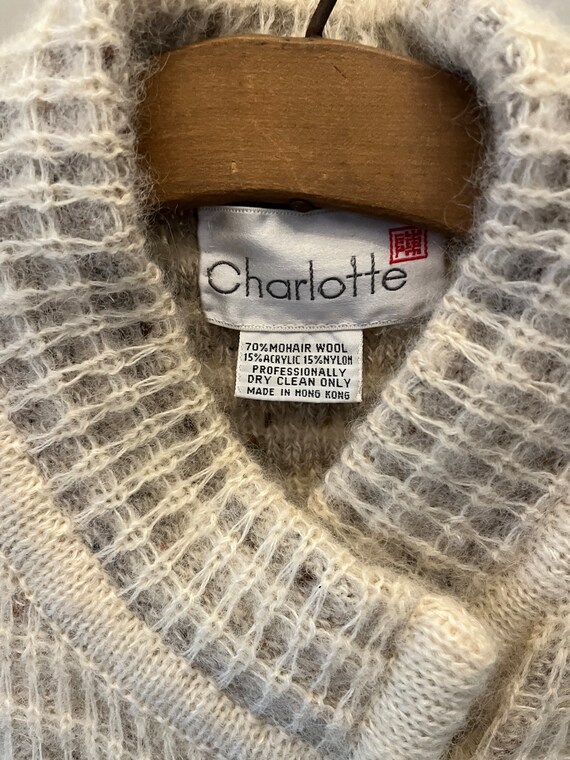 Charlotte
70% MOHAIR WOOL
15% ACRYLIC 15% NYLON
PROFESSIONALLY
DRY CLEAN ONLY
MADE IN HONG KONG